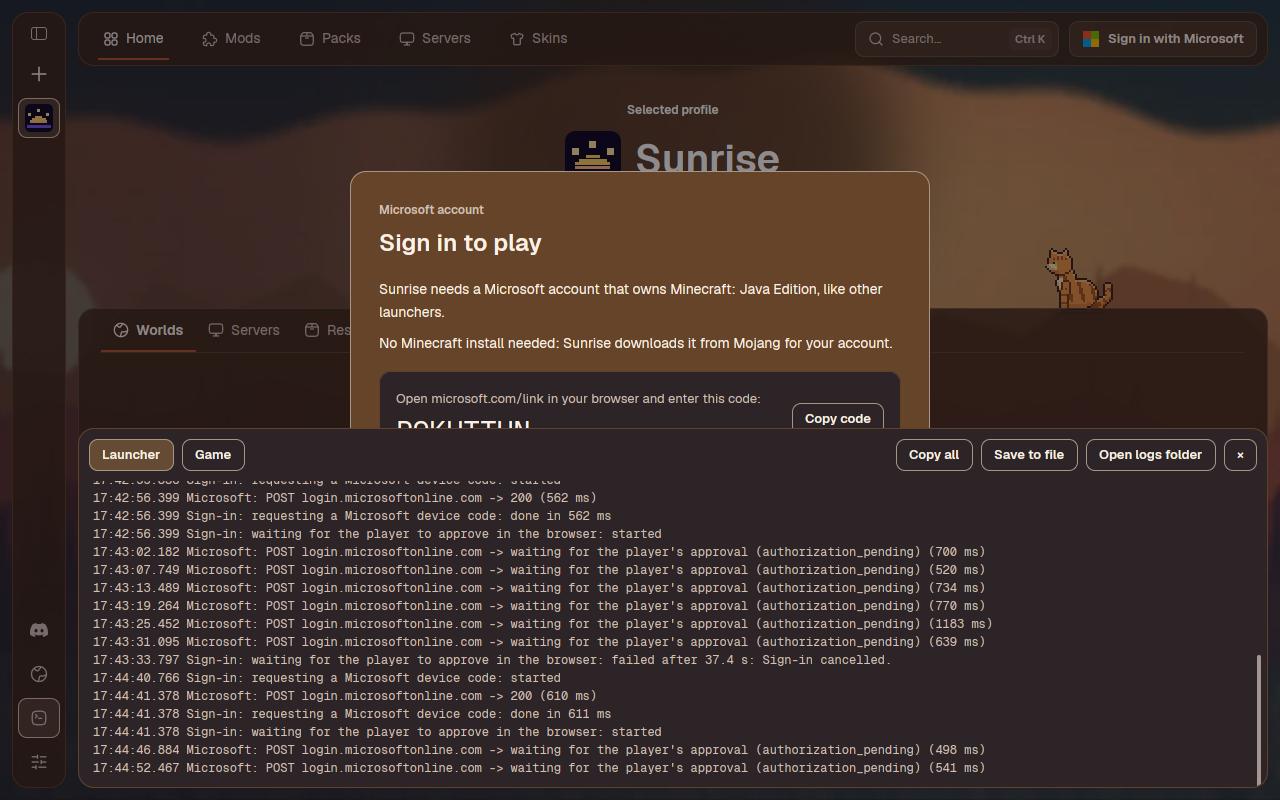 Home
Mods
Packs
Servers
Skins
Search...
Ctrl K
Sign in with Microsoft
Selected profile
Sunrise
Microsoft account
Sign in to play
Sunrise needs a Microsoft account that owns Minecraft: Java Edition, like other
launchers.
No Minecraft install needed: Sunrise downloads it from Mojang for your account.
Worlds
Servers
Open microsoft.com/link in your browser and enter this code:
Copy code
Launcher
Game
Copy all
Save to file
Open logs folder
×
17:42:56.399 Microsoft: POST login.microsoftonline.com -> 200 (562 ms)
17:42:56.399 Sign-in: requesting a Microsoft device code: done in 562 ms
17:42:56.399 Sign-in: waiting for the player to approve in the browser: started
17:43:02.182 Microsoft: POST login.microsoftonline.com -> waiting for the player's approval (authorization_pending) (700 ms)
17:43:07.749 Microsoft: POST login.microsoftonline.com -> waiting for the player's approval (authorization_pending) (520 ms)
17:43:13.489 Microsoft: POST login.microsoftonline.com -> waiting for the player's approval (authorization_pending) (734 ms)
17:43:19.264 Microsoft: POST login.microsoftonline.com -> waiting for the player's approval (authorization_pending) (770 ms)
17:43:25.452 Microsoft: POST login.microsoftonline.com -> waiting for the player's approval (authorization_pending) (1183 ms)
17:43:31.095 Microsoft: POST login.microsoftonline.com -> waiting for the player's approval (authorization_pending) (639 ms)
17:43:33.797 Sign-in: waiting for the player to approve in the browser: failed after 37.4 s: Sign-in cancelled.
17:44:40.766 Sign-in: requesting a Microsoft device code: started
17:44:41.378 Microsoft: POST login.microsoftonline.com -> 200 (610 ms)
17:44:41.378 Sign-in: requesting a Microsoft device code: done in 611 ms
17:44:41.378 Sign-in: waiting for the player to approve in the browser: started
17:44:46.884 Microsoft: POST login.microsoftonline.com -> waiting for the player's approval (authorization_pending) (498 ms)
17:44:52.467 Microsoft: POST login.microsoftonline.com -> waiting for the player's approval (authorization_pending) (541 ms)